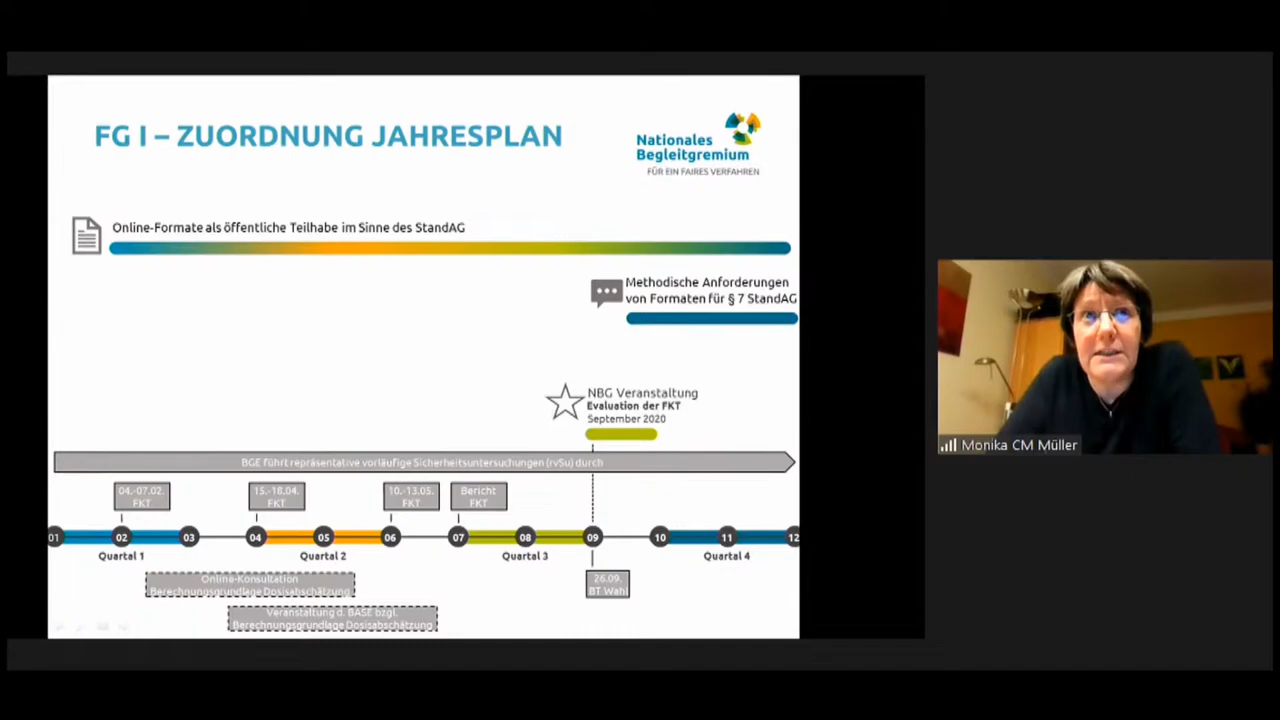 FG I – ZUORDNUNG JAHRESPLAN
Nationales
Begleitgremium
FÜR EIN FAIRES VERFAHREN
Online-Formate als öffentliche Teilhabe im Sinne des StandAG
Methodische Anforderungen
von Formaten für § 7 StandAG
NBG Veranstaltung
Evaluation der FKT
September 2020
BGE führt repräsentative vorläufige Sicherheitsuntersuchungen (rvSu) durch
04.-07.02.
FKT
15.-18.04.
FKT
10.-13.05.
FKT
Bericht
FKT
01 02 03 04 05 06 07 08 09 10 11 12
Quartal 1 Quartal 2 Quartal 3 Quartal 4
Online-Konsultation
Berechnungsgrundlage Dosisabschätzung
26.09.
BT Wahl
Veranstaltung d. BASE bzgl.
Berechnungsgrundlage Dosisabschätzung
Monika CM Müller